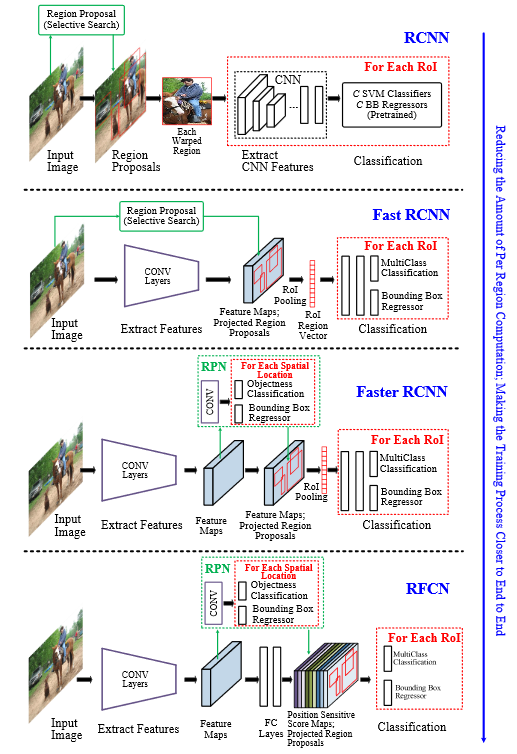 Region Proposal
(Selective Search)
RCNN
For Each RoI
CNN
...
C SVM Classifiers
C BB Regressors
(Pretrained)
Input
Image
Region
Proposals
Each
Warped
Region
Extract
CNN Features
Classification
Region Proposal
(Selective Search)
Fast RCNN
For Each RoI
CONV
Layers
MultiClass
Classification
Bounding Box
Regressor
RoI
Pooling
Input
Image
Extract Features
Feature Maps;
Projected Region
Proposals
RoI
Region
Vector
Classification
RPN
For Each Spatial
Location
CONV
Objectness
Classification
Bounding Box
Regressor
Faster RCNN
For Each RoI
CONV
Layers
MultiClass
Classification
Bounding Box
Regressor
RoI
Pooling
Input
Image
Extract Features
Feature
Maps
Feature Maps;
Projected Region
Proposals
Classification
RPN
For Each Spatial
Location
CONV
Objectness
Classification
Bounding Box
Regressor
RFCN
For Each RoI
CONV
Layers
MultiClass
Classification
Bounding Box
Regressor
Input
Image
Extract Features
Feature
Maps
FC
Layes
Position Sensitive
Score Maps;
Projected Region
Proposals
Classification
Reducing the Amount of Per Region Computation; Making the Training Process Closer to End to End